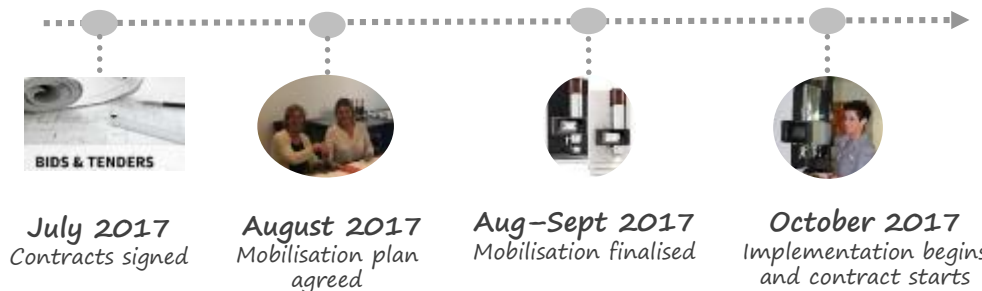 BIDS & TENDERS
July 2017
Contracts signed
August 2017
Mobilisation plan
agreed
Aug–Sept 2017
Mobilisation finalised
October 2017
Implementation begins
and contract starts